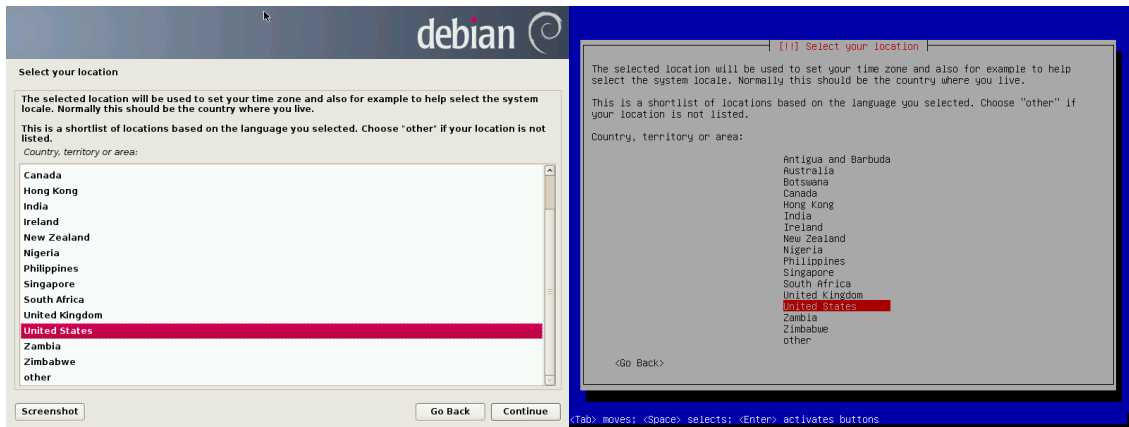 debian
Select your location
The selected location will be used to set your time zone and also for example to help select the system
locale. Normally this should be the country where you live.
This is a shortlist of locations based on the language you selected. Choose "other" if your location is not
listed.
Country, territory or area:
Canada
Hong Kong
India
Ireland
New Zealand
Nigeria
Philippines
Singapore
South Africa
United Kingdom
United States
Zambia
Zimbabwe
other
Screenshot
Go Back
Continue
[!!] Select your location
The selected location will be used to set your time zone and also for example to help
select the system locale. Normally this should be the country where you live.
This is a shortlist of locations based on the language you selected. Choose "other" if
your location is not listed.
Country, territory or area:
Antigua and Barbuda
Australia
Botswana
Canada
Hong Kong
India
Ireland
New Zealand
Nigeria
Philippines
Singapore
South Africa
United Kingdom
United States
Zambia
Zimbabwe
other
<Go Back>
<Tab> moves; <Space> selects; <Enter> activates buttons